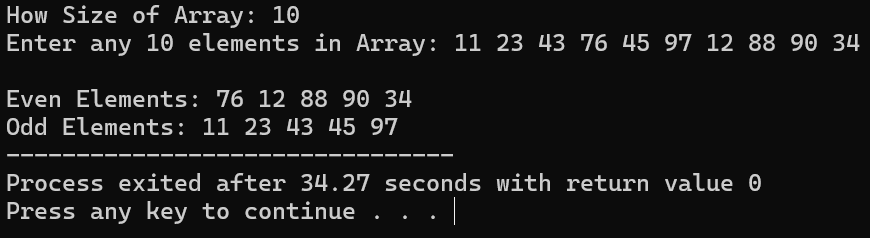 How Size of Array: 10
Enter any 10 elements in Array: 11 23 43 76 45 97 12 88 90 34
Even Elements: 76 12 88 90 34
Odd Elements: 11 23 43 45 97
--------------------------------
Process exited after 34.27 seconds with return value 0
Press any key to continue . . .